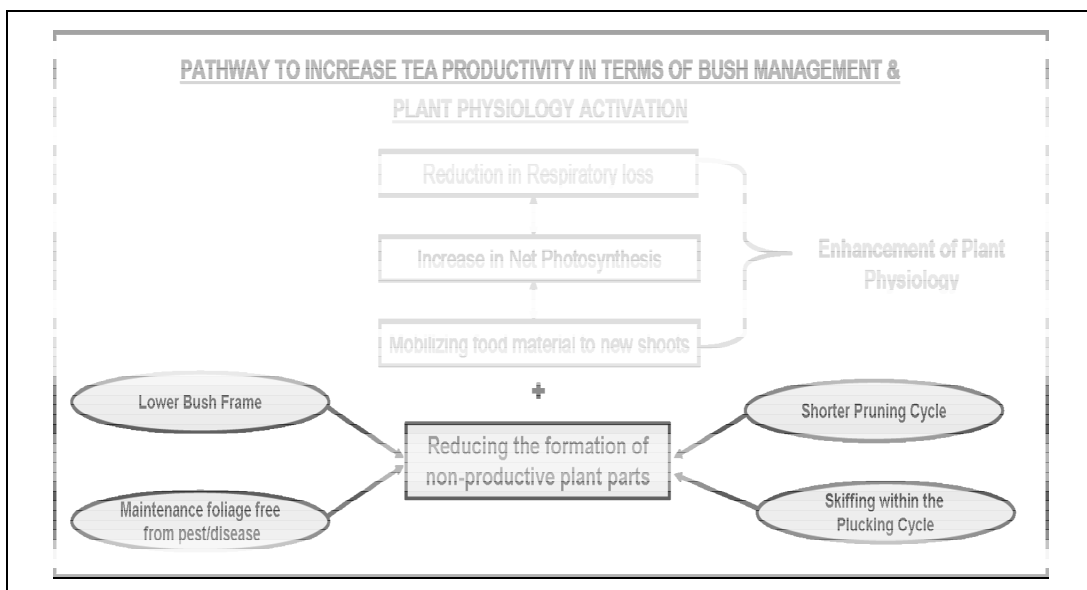 PATHWAY TO INCREASE TEA PRODUCTIVITY IN TERMS OF BUSH MANAGEMENT &
PLANT PHYSIOLOGY ACTIVATION
Reduction in Respiratory loss
Increase in Net Photosynthesis
Enhancement of Plant
Physiology
Mobilizing food material to new shoots
+
Lower Bush Frame
Shorter Pruning Cycle
Reducing the formation of
non-productive plant parts
Maintenance foliage free
from pest/disease
Skiffing within the
Plucking Cycle